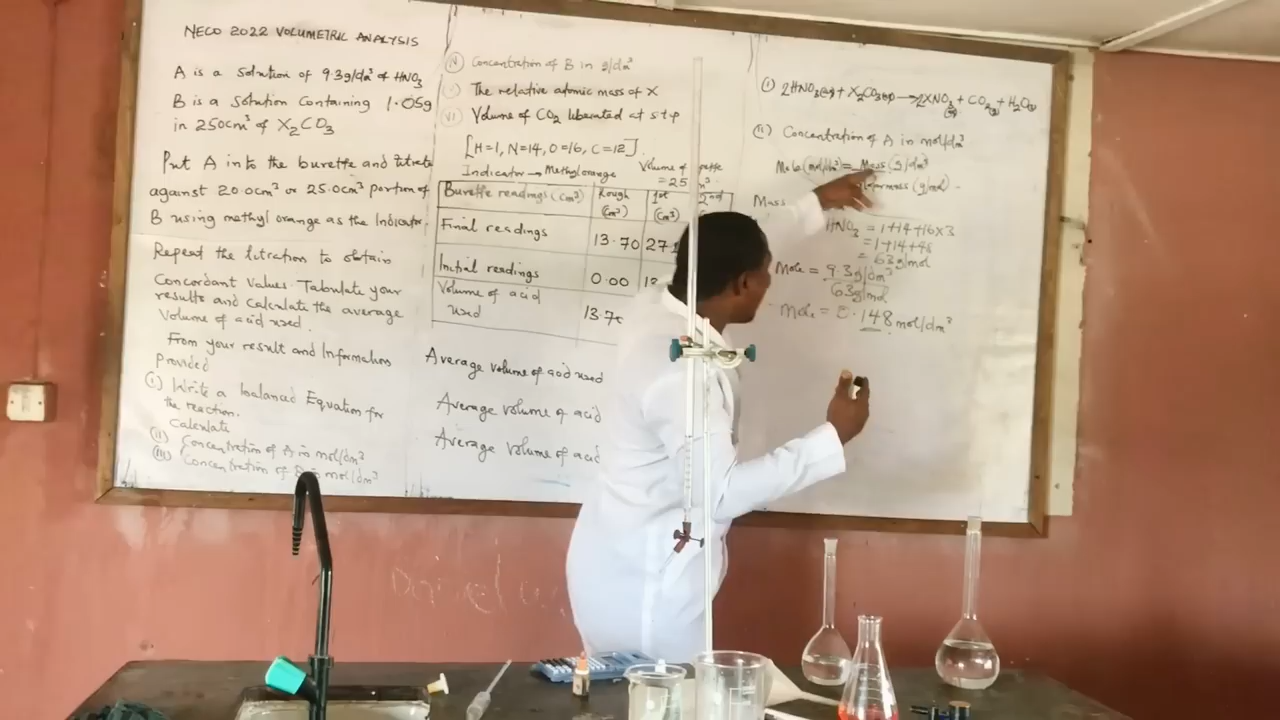 NECO 2022 VOLUMETRIC ANALYSIS
A is a solution of 9.3g/dm³ of HNO₃
B is a solution containing 1.05g
in 250cm³ of X₂CO₃
Put A into the burette and titrate
against 20.0cm³ or 25.0cm³ portion of
B using methyl orange as the Indicator.
Repeat the titration to obtain
Concordant values. Tabulate your
results and calculate the average
volume of acid used.
From your result and Information
Provided
(i) Write a balanced Equation for
the reaction.
Calculate
(ii) Concentration of A in mol/dm³
(iii) Concentration of B in mol/dm³
Concentration of B in g/dm³
The relative atomic mass of X
(VI) Volume of CO₂ liberated at s.t.p
[H=1, N=14, O=16, C=12].
Indicator → Methyl orange
Volume of
= 25
Burette readings (cm³) Rough (cm³) 1st (cm³) 2nd
Final readings 13.70
Initial readings 0.00
Volume of acid used
Average volume of acid used
Average volume of acid
Average volume of acid
(i) 2HNO₃ + X₂CO₃ → 2XNO₃ + CO₂ + H₂O
(ii) Concentration of A in mol/dm³
Mass (g/dm³
(g/mol)
Mass
HNO₃ = 1+14+16×3
= 1+14+48
= 63g/mol
Mole = 9.3g/dm³
63g/mol
Mole = 0.148 mol/dm³